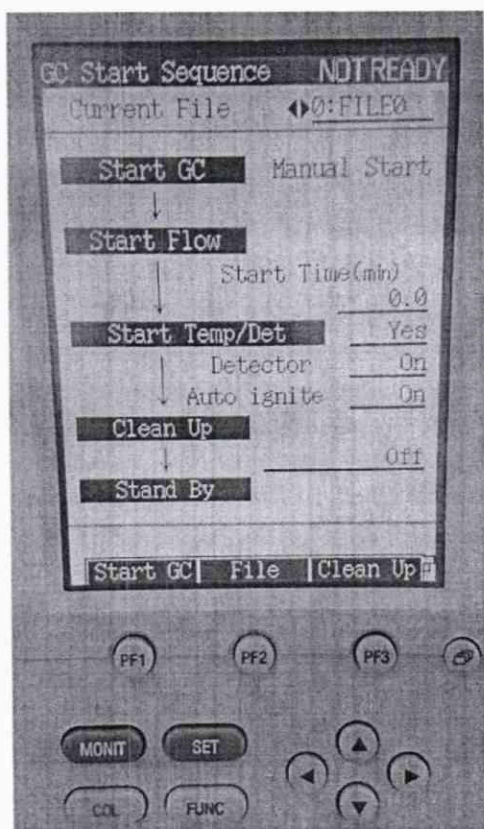 GC Start Sequence NOT READY
Current File 0:FILE0
Start GC Manual Start
Start Flow
Start Time(min)
0.0
Start Temp/Det Yes
Detector On
Auto ignite On
Clean Up
Off
Stand By
Start GC File Clean Up
PF1 PF2 PF3
MONIT SET
COL FUNC